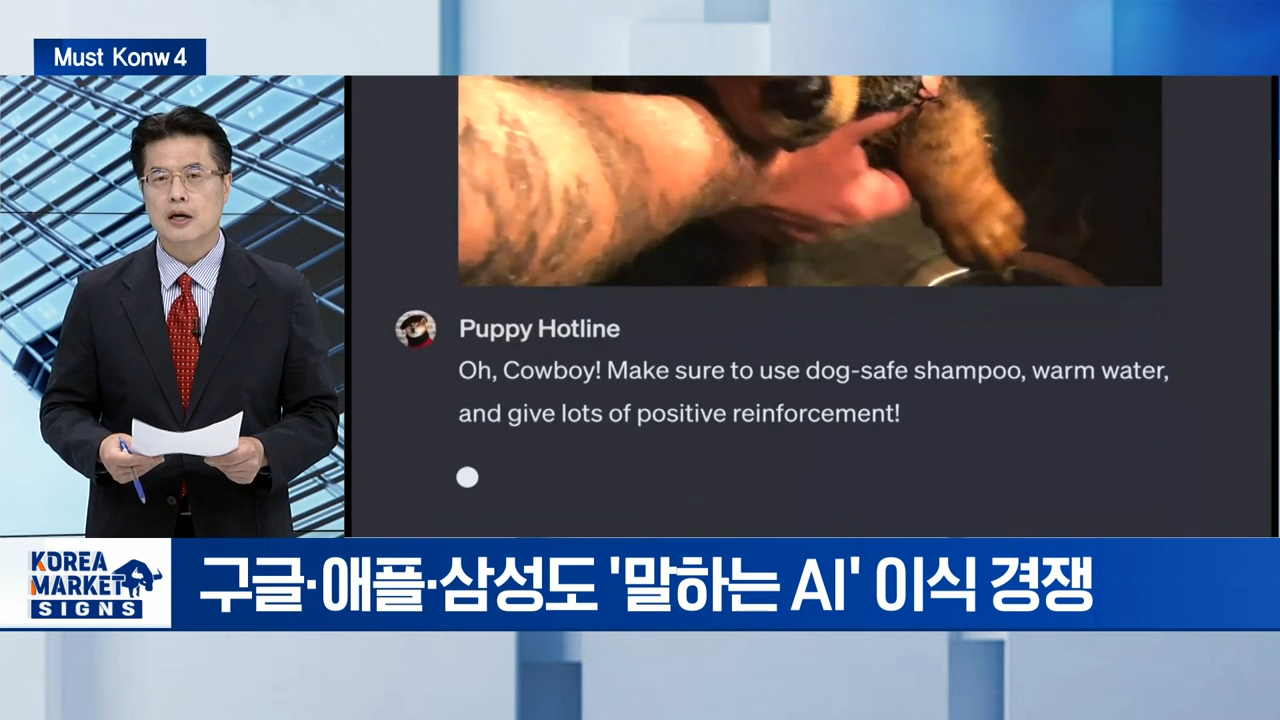 Must Konw 4
Puppy Hotline
Oh, Cowboy! Make sure to use dog-safe shampoo, warm water,
and give lots of positive reinforcement!
KOREA
MARKET
SIGNS
구글·애플·삼성도 '말하는 AI' 이식 경쟁